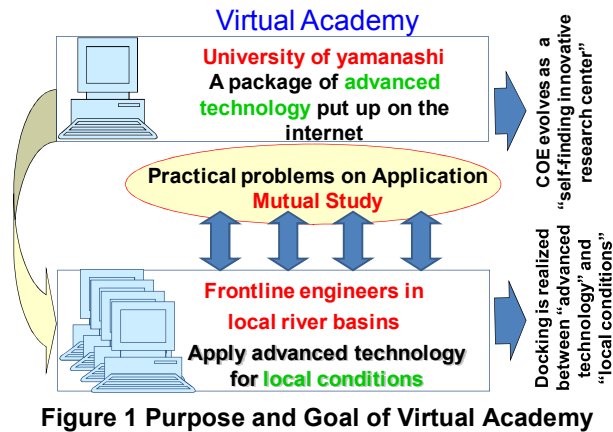 Virtual Academy
University of yamanashi
A package of advanced
technology put up on the
internet
COE evolves as a
“self-finding innovative
research center”
Practical problems on Application
Mutual Study
Frontline engineers in
local river basins
Apply advanced technology
for local conditions
Docking is realized
between “advanced
technology” and
“local conditions”
Figure 1 Purpose and Goal of Virtual Academy